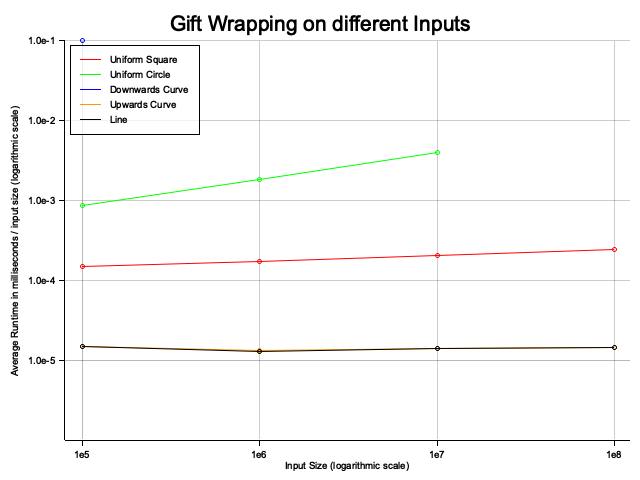 Gift Wrapping on different Inputs
1.0e-1
Uniform Square
Uniform Circle
Downwards Curve
Upwards Curve
Line
1.0e-2
1.0e-3
1.0e-4
1.0e-5
Average Runtime in milliseconds / input size (logarithmic scale)
1e5
1e6
1e7
1e8
Input Size (logarithmic scale)